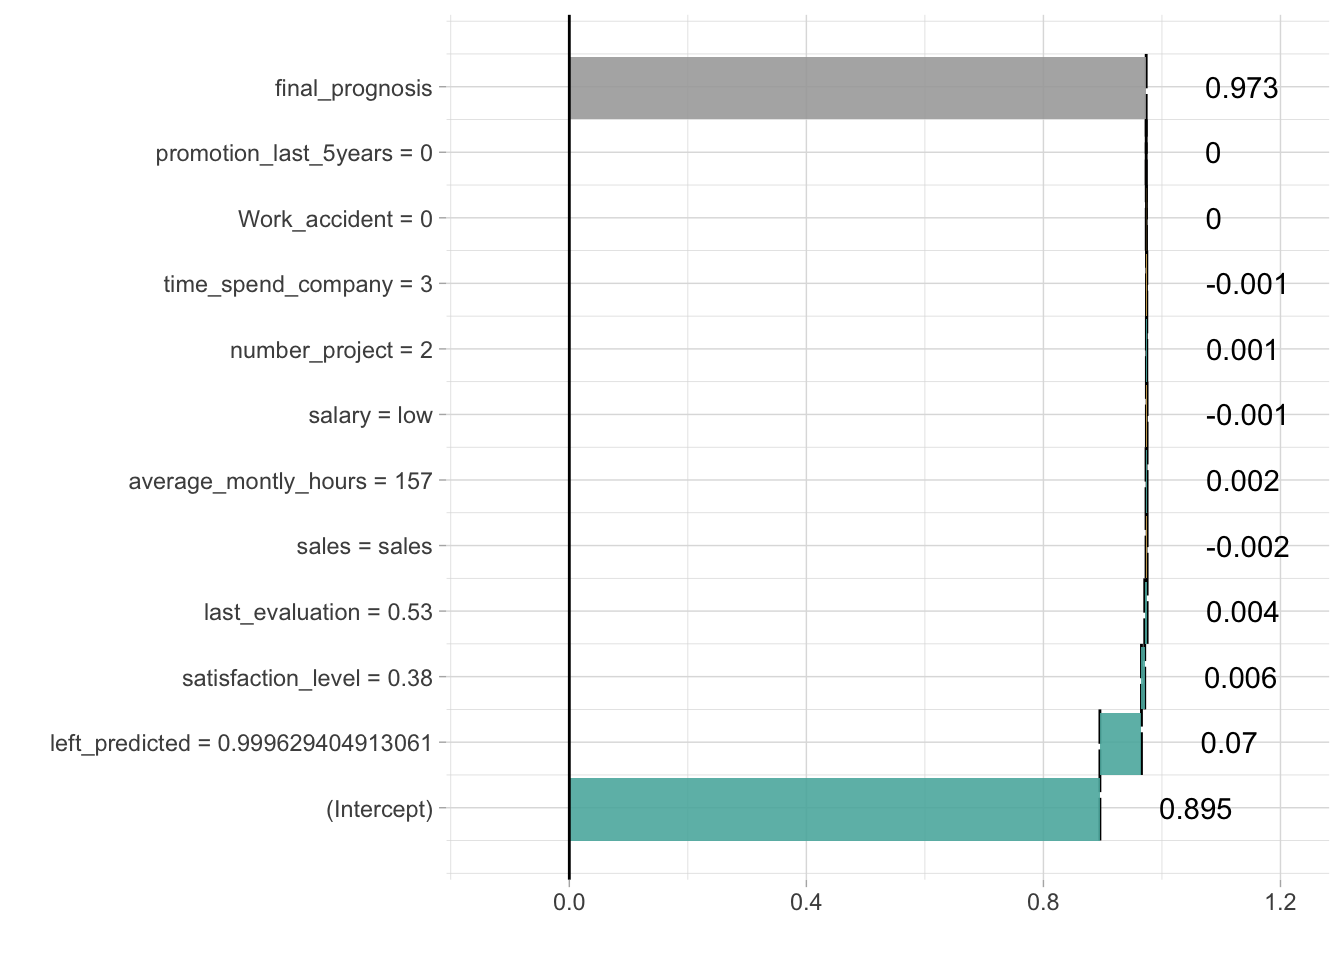 final_prognosis 0.973
promotion_last_5years = 0 0
Work_accident = 0 0
time_spend_company = 3 -0.001
number_project = 2 0.001
salary = low -0.001
average_montly_hours = 157 0.002
sales = sales -0.002
last_evaluation = 0.53 0.004
satisfaction_level = 0.38 0.006
left_predicted = 0.999629404913061 0.07
(Intercept) 0.895
0.0 0.4 0.8 1.2